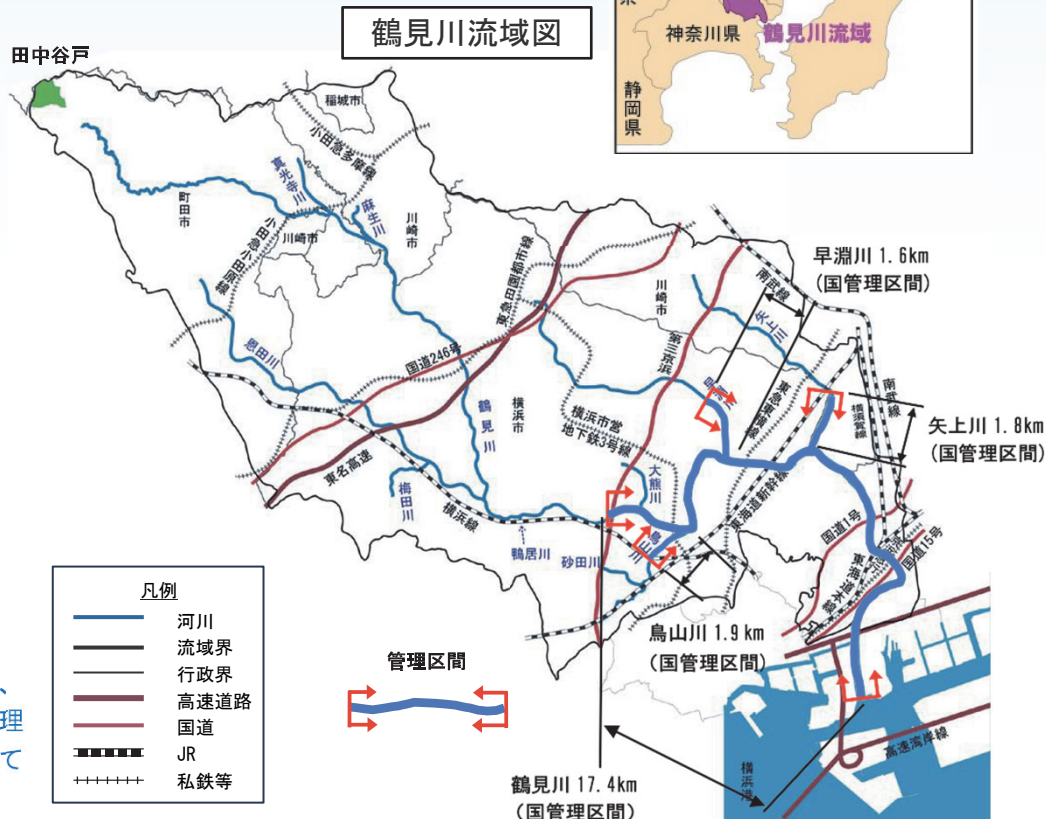 鶴見川流域図
県
神奈川県
鶴見川流域
静岡県
田中谷戸
稲城市
小田急多摩線
真光寺川
麻生川
町田市
川崎市
川崎市
小田急小田原線
東急田園都市線
早淵川 1.6km
(国管理区間)
南武線
川崎市
矢上川
第三京浜
恩田川
国道246号
早淵川
東急東横線
南武線
横須賀線
鶴見川
横浜市
横浜市営
地下鉄3号線
矢上川 1.8km
(国管理区間)
東名高速
梅田川
横浜線
大熊川
東海道新幹線
鴨居川
砂田川
鳥山川
国道1号
国道15号
東海道本線
鳥山川 1.9km
(国管理区間)
凡例
河川
流域界
行政界
高速道路
国道
JR
私鉄等
管理区間
、
理
て
高速湾岸線
横浜港
鶴見川 17.4km
(国管理区間)